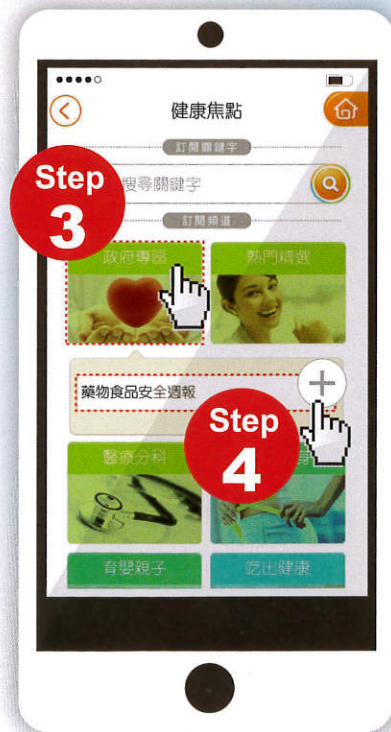 健康焦點
訂閱關鍵字
搜尋關鍵字
訂閱頻道
Step
3
政府專區
熱門精選
藥物食品安全週報
Step
4
醫療分科
育嬰親子
吃出健康